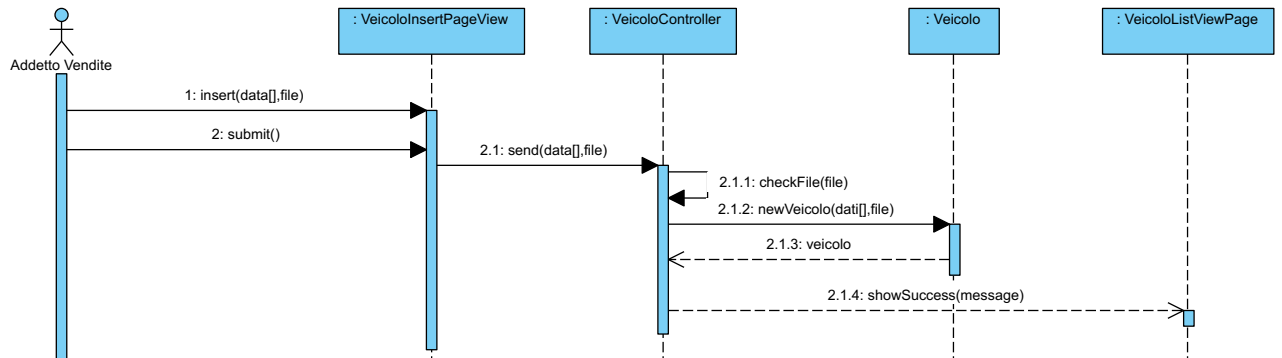 : VeicoloInsertPageView
: VeicoloController
: Veicolo
: VeicoloListViewPage
Addetto Vendite
1: insert(data[],file)
2: submit()
2.1: send(data[],file)
2.1.1: checkFile(file)
2.1.2: newVeicolo(dati[],file)
2.1.3: veicolo
2.1.4: showSuccess(message)